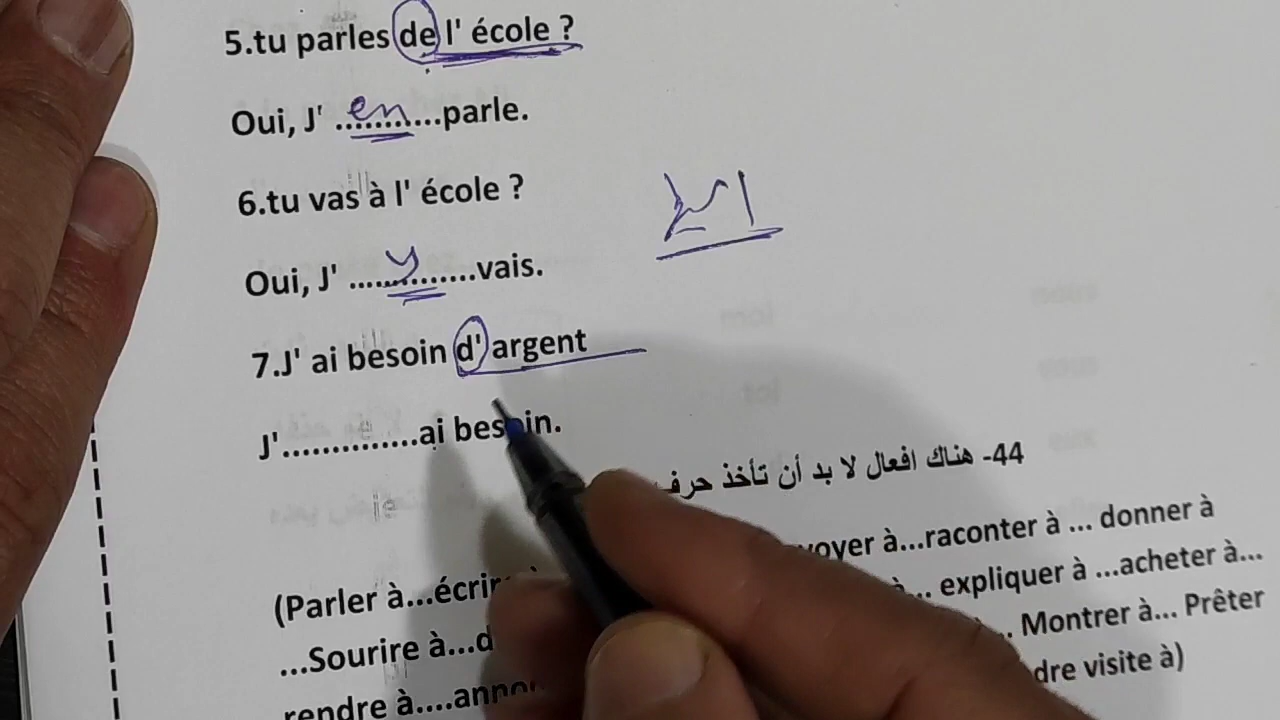 5.tu parles de l' école ?
Oui, J' ....en....parle.
6.tu vas à l' école ?
Oui, J' ....y....vais.
7.J' ai besoin d' argent
J'..............ai besoin.
44- هناك افعال لا بد أن تأخذ حرف
à...raconter à ... donner à
(Parler à...
expliquer à ...acheter à...
...Sourire à...
Montrer à... Prêter
rendre à....
visite à)